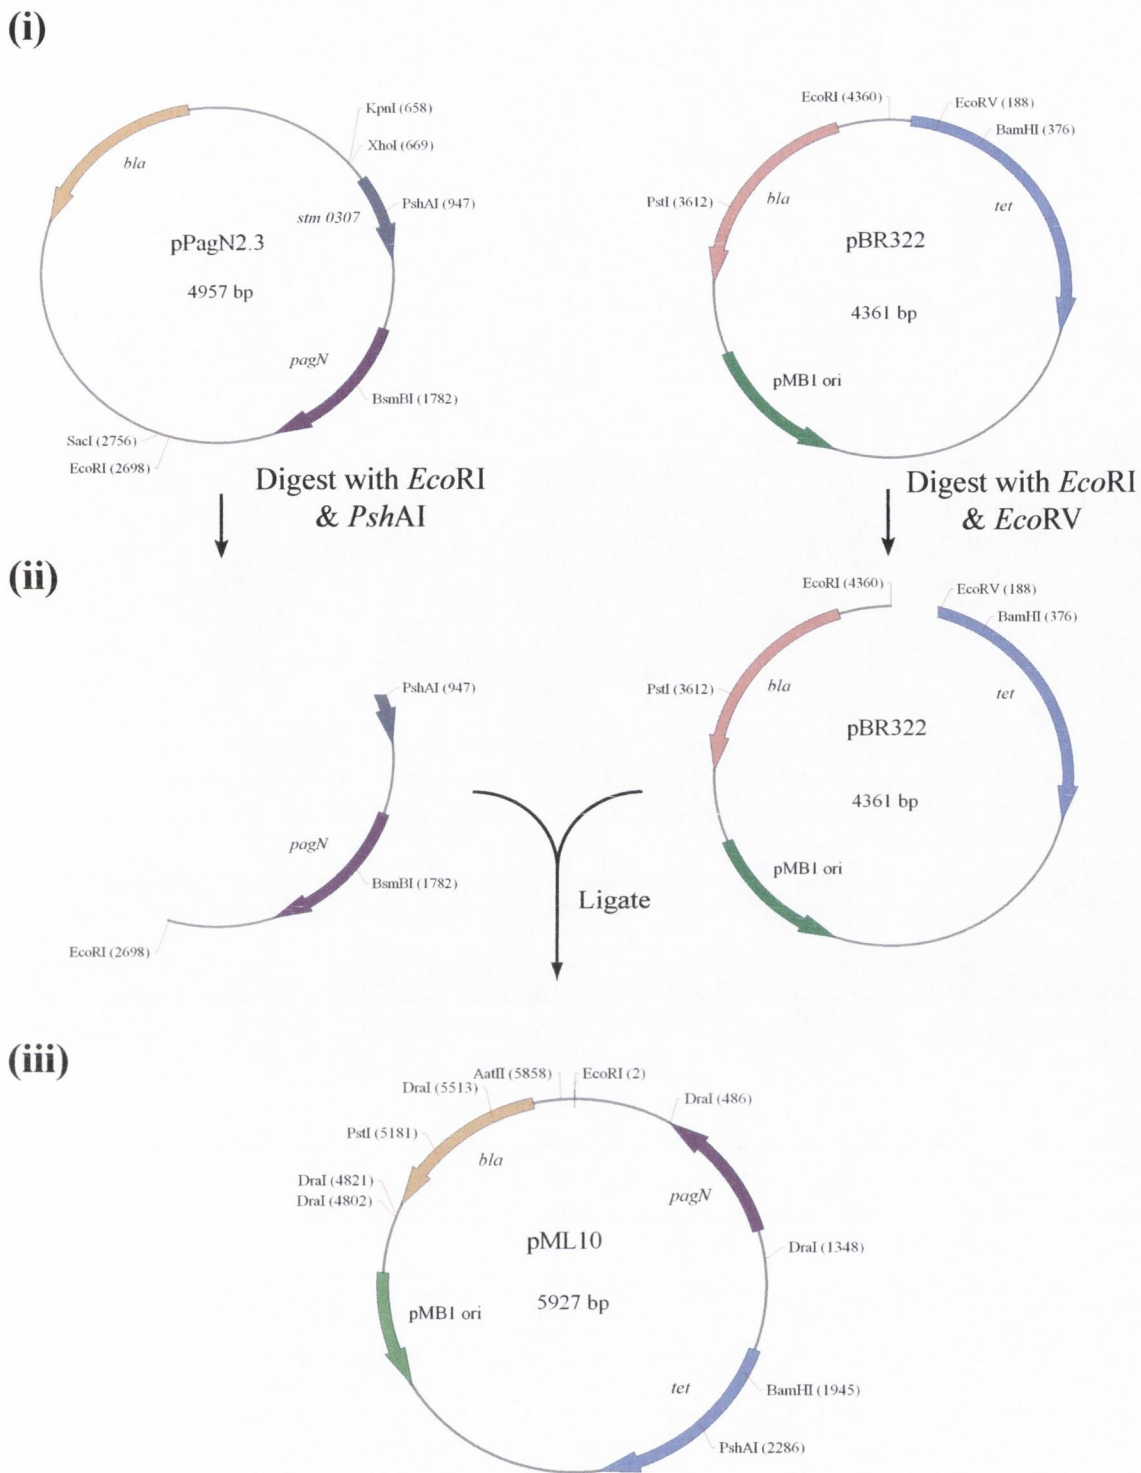 (i)
KpnI (658)
XhoI (669)
bla
stm 0307
PshAI (947)
pPagN2.3
4957 bp
pagN
BsmBI (1782)
SacI (2756)
EcoRI (2698)
EcoRI (4360)
EcoRV (188)
BamHI (376)
PstI (3612)
bla
tet
pBR322
4361 bp
pMB1 ori
Digest with EcoRI
& PshAI
Digest with EcoRI
& EcoRV
(ii)
PshAI (947)
pagN
BsmBI (1782)
EcoRI (2698)
EcoRI (4360)
EcoRV (188)
BamHI (376)
PstI (3612)
bla
tet
pBR322
4361 bp
pMB1 ori
Ligate
(iii)
AatII (5858)
EcoRI (2)
DraI (5513)
DraI (486)
PstI (5181)
bla
DraI (4821)
DraI (4802)
pagN
pML10
DraI (1348)
5927 bp
pMB1 ori
tet
BamHI (1945)
PshAI (2286)